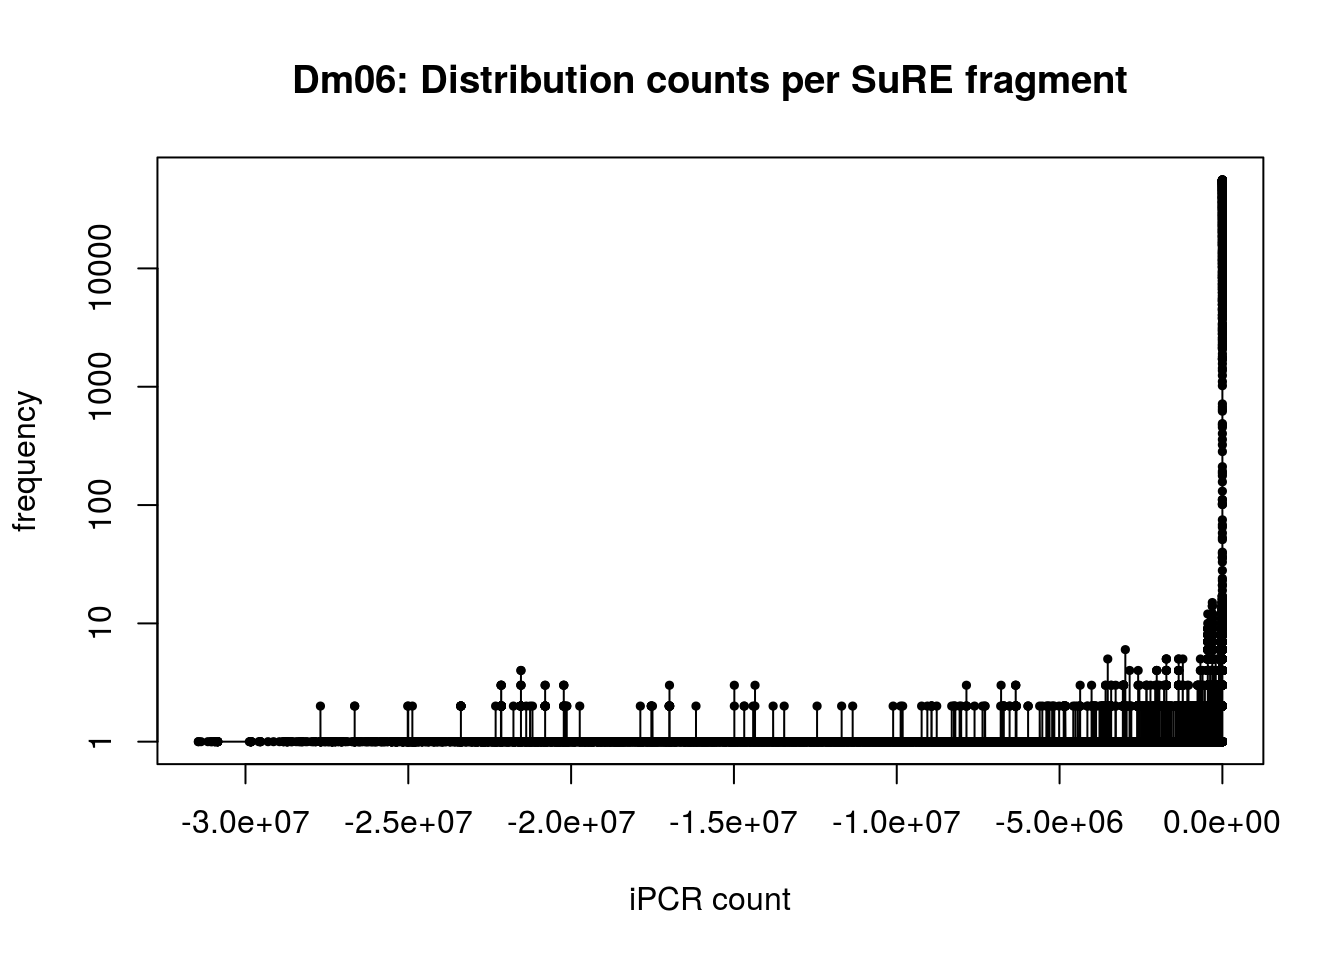 Dm06: Distribution counts per SuRE fragment
frequency
10000
1000
100
10
1
-3.0e+07 -2.5e+07 -2.0e+07 -1.5e+07 -1.0e+07 -5.0e+06 0.0e+00
iPCR count